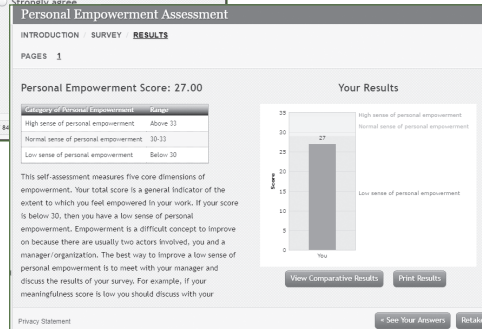 Strongly agree
Personal Empowerment Assessment
INTRODUCTION / SURVEY / RESULTS
PAGES 1
84
Personal Empowerment Score: 27.00
Category of Personal Empowerment Range
High sense of personal empowerment Above 33
Normal sense of personal empowerment 30-33
Low sense of personal empowerment Below 30
This self-assessment measures five core dimensions of
empowerment. Your total score is a general indicator of the
extent to which you feel empowered in your work. If your score
is below 30, then you have a low sense of personal
empowerment. Empowerment is a difficult concept to improve
on because there are usually two actors involved, you and a
manager/organization. The best way to improve a low sense of
personal empowerment is to meet with your manager and
discuss the results of your survey. For example, if your
meaningfulness score is low you should discuss with your
Your Results
35
30
25
20
15
10
5
0
Score
27
You
High sense of personal empowerment
Normal sense of personal empowerment
Low sense of personal empowerment
View Comparative Results
Print Results
Privacy Statement
« See Your Answers
Retake